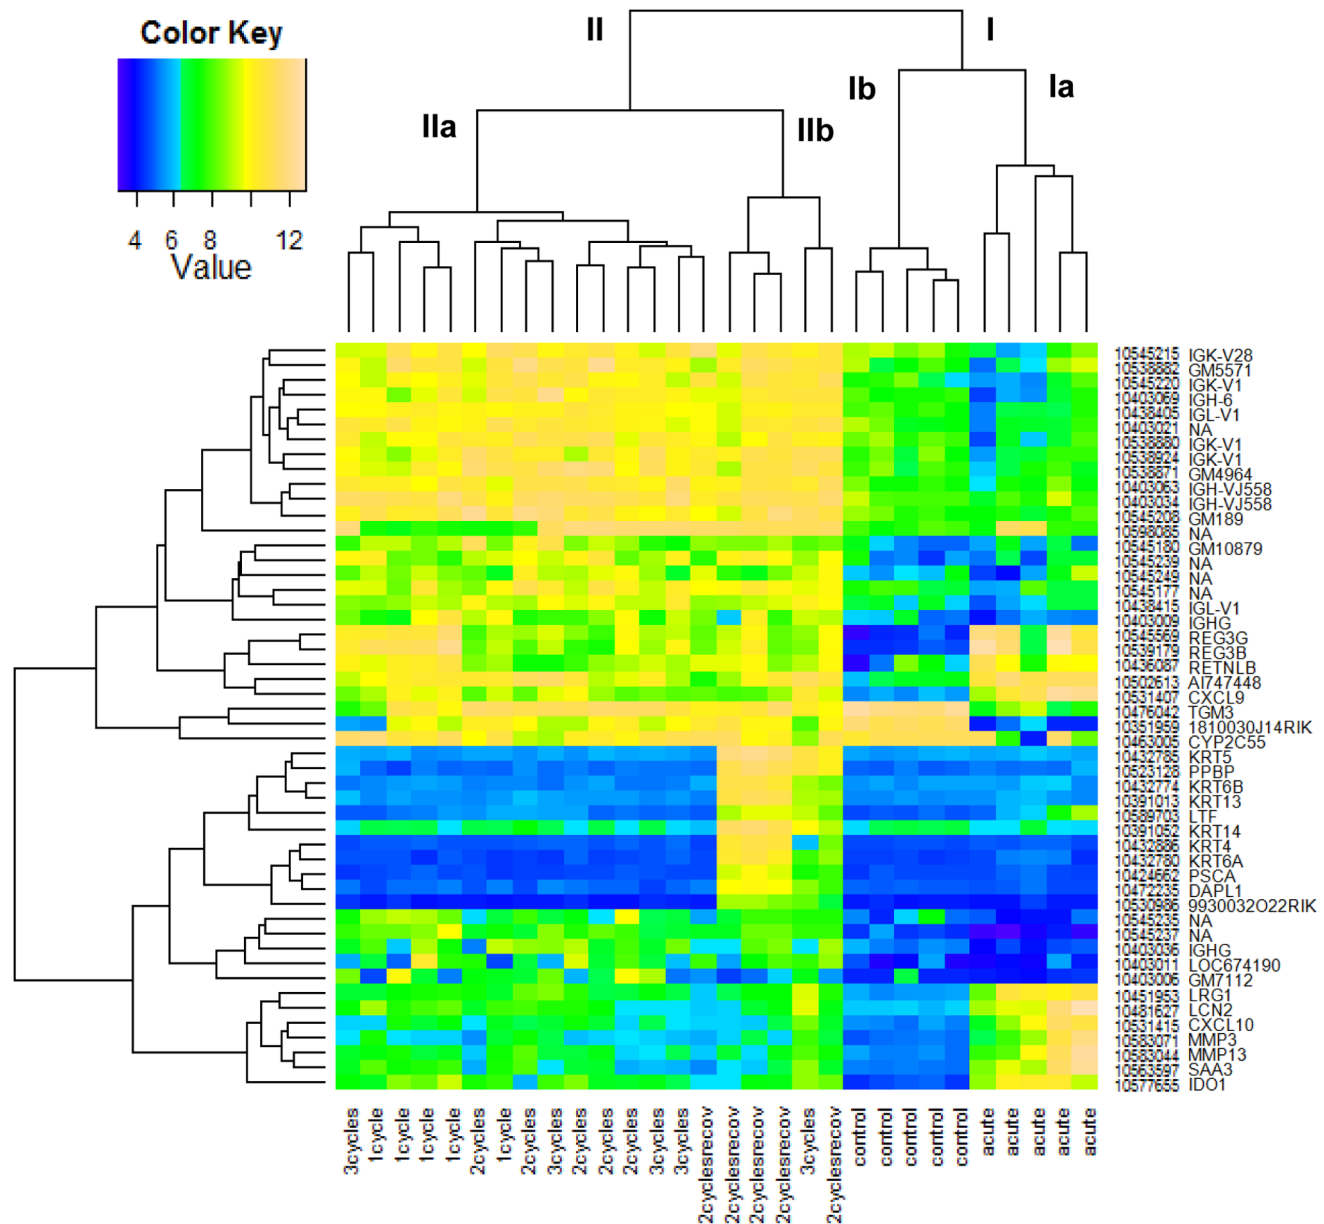 Color Key
4 6 8 12
Value
II
I
Ib
Ia
IIa
IIb
10545215 IGK-V28
10538882 GM5571
10545220 IGK-V1
10403069 IGH-6
10438405 IGL-V1
10403021 NA
10538880 IGK-V1
10538924 IGK-V1
10538871 GM4964
10403063 IGH-VJ558
10403034 IGH-VJ558
10545208 GM189
10598085 NA
10545180 GM10879
10545239 NA
10545249 NA
10545177 NA
10438415 IGL-V1
10403009 IGHG
10545569 REG3G
10539179 REG3B
10436087 RETNLB
10502613 AI747448
10531407 CXCL9
10476042 TGM3
10351959 1810030J14RIK
10463005 CYP2C55
10432785 KRT5
10523128 PPBP
10432774 KRT6B
10391013 KRT13
10589703 LTF
10391052 KRT14
10432886 KRT4
10432780 KRT6A
10424662 PSCA
10472235 DAPL1
10530986 9930032O22RIK
10545235 NA
10545237 NA
10403036 IGHG
10403011 LOC674190
10403006 GM7112
10451953 LRG1
10481627 LCN2
10531415 CXCL10
10583071 MMP3
10583044 MMP13
10563597 SAA3
10577655 IDO1
3cycles
1cycle
1cycle
1cycle
1cycle
2cycles
1cycle
2cycles
3cycles
2cycles
2cycles
2cycles
3cycles
3cycles
2cyclesrecov
2cyclesrecov
2cyclesrecov
2cyclesrecov
3cycles
2cyclesrecov
control
control
control
control
control
acute
acute
acute
acute
acute